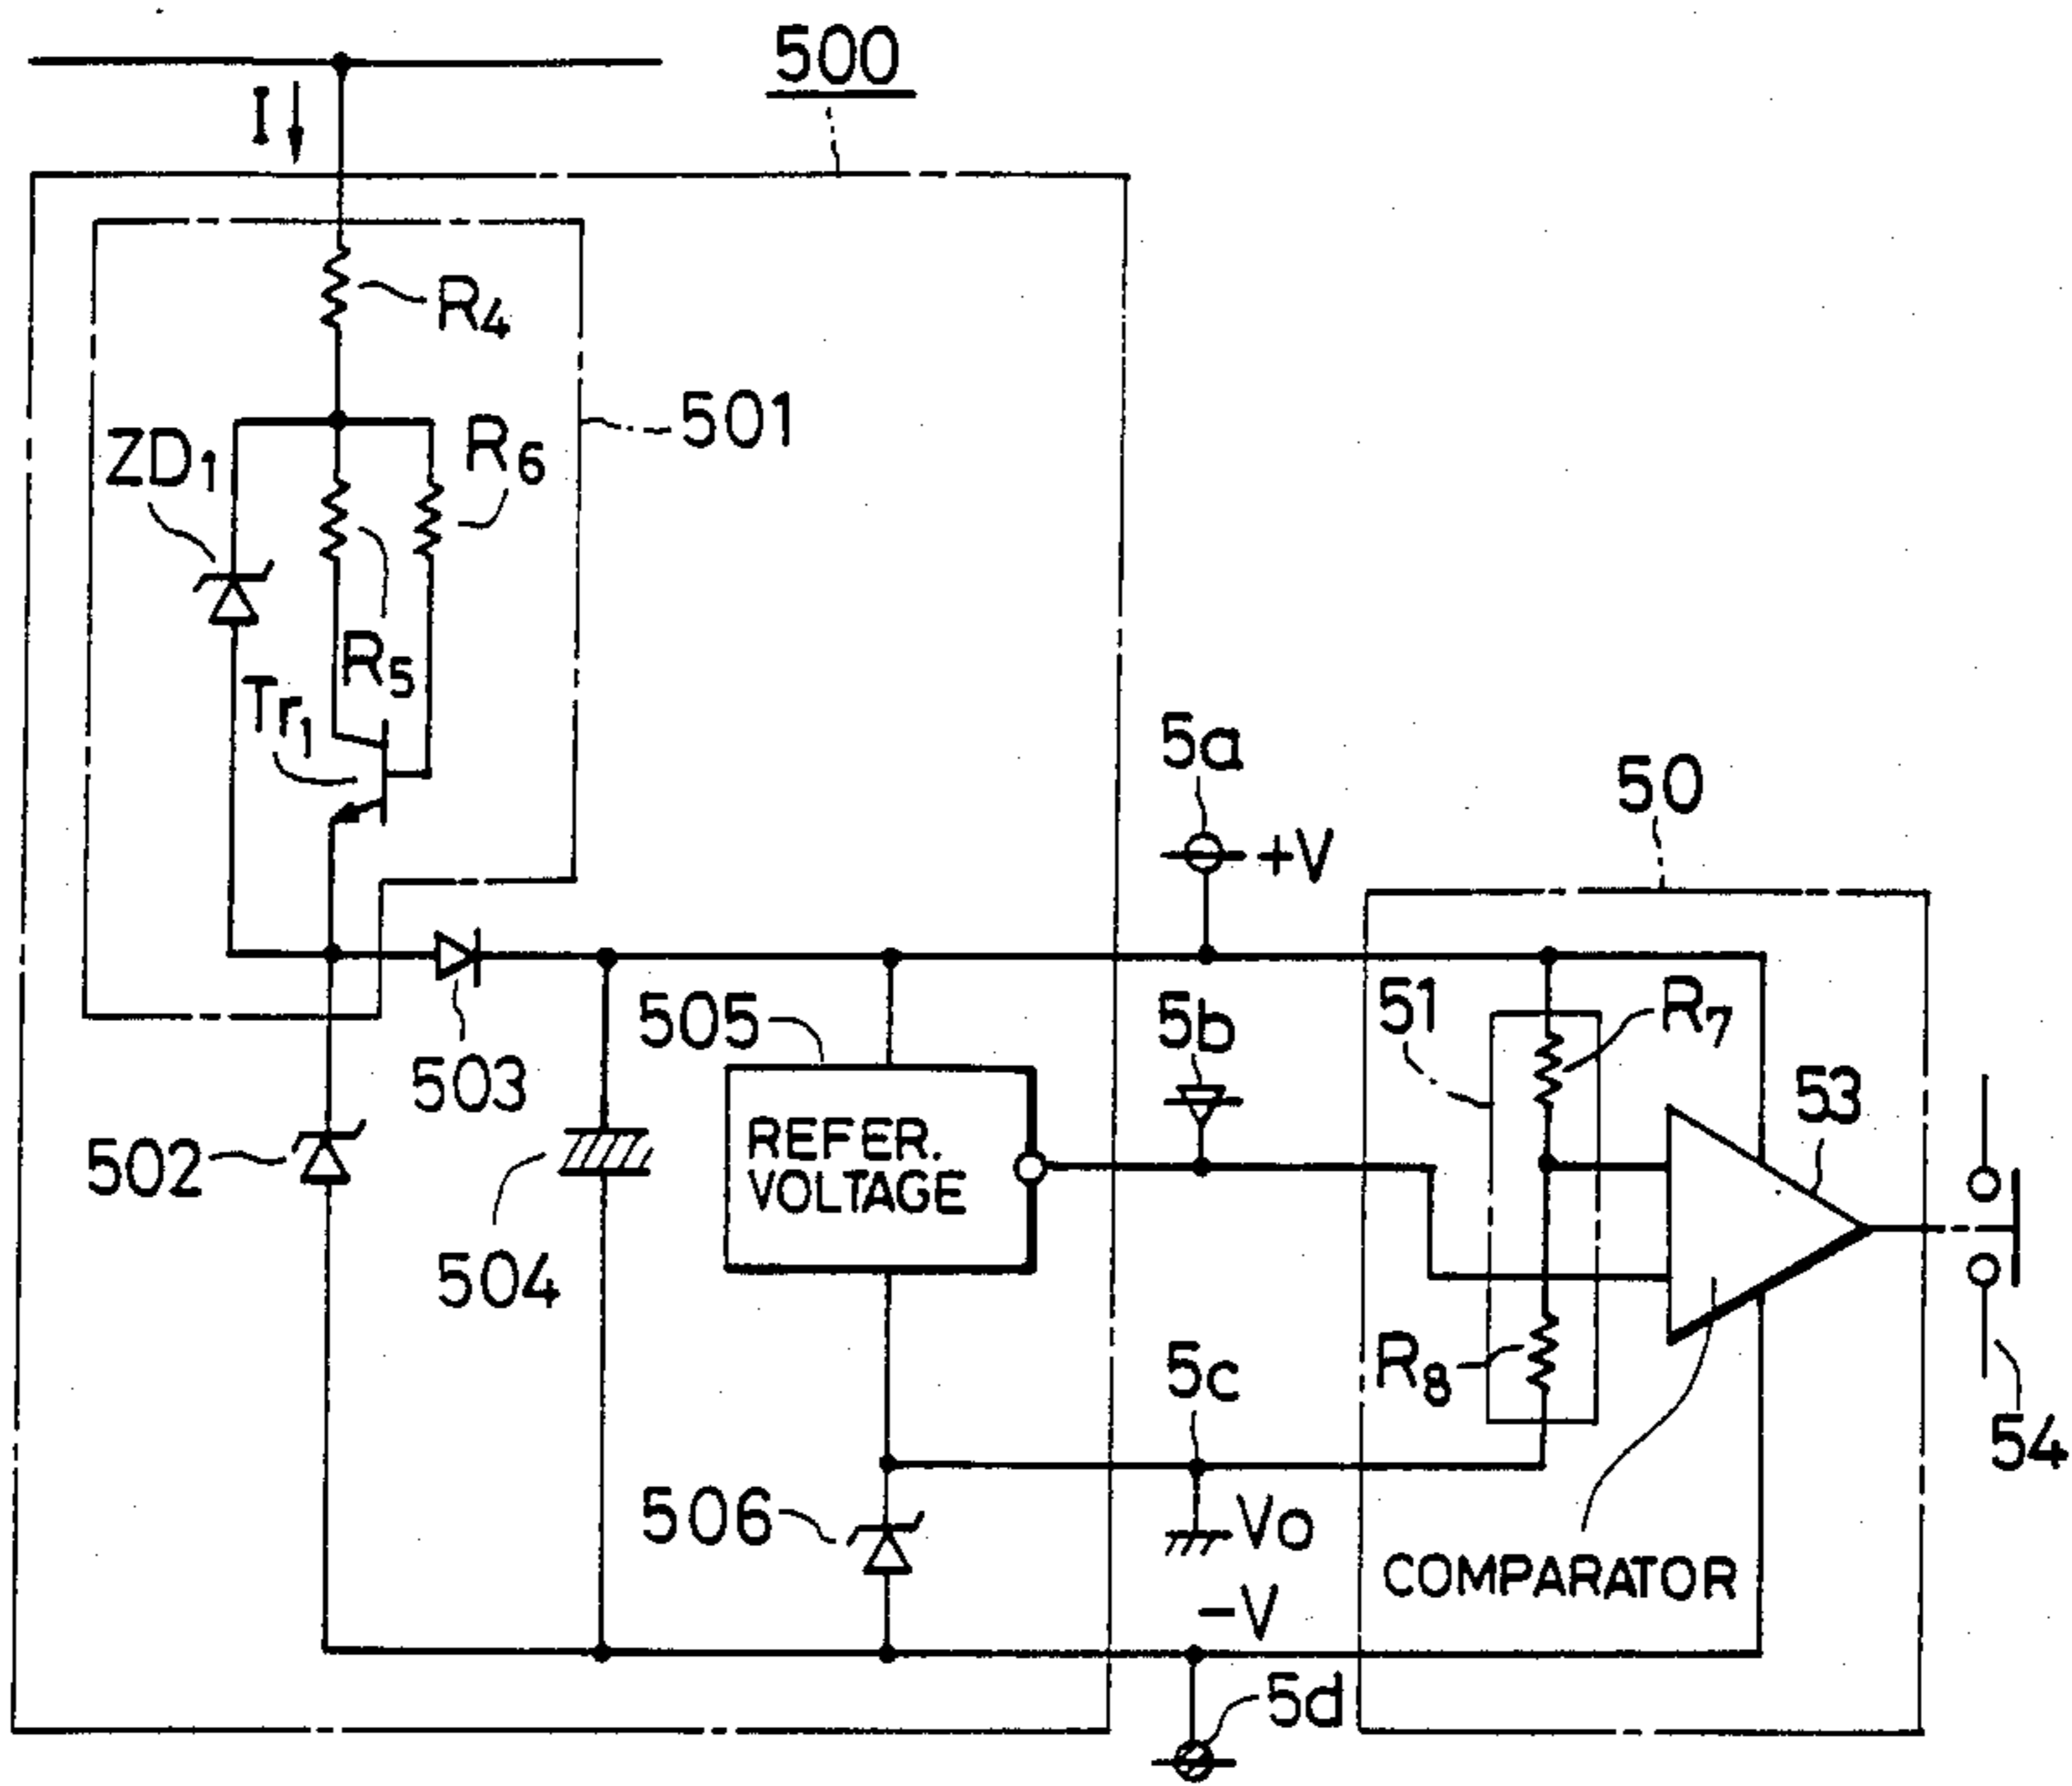 500
I
R4
501
ZD1
R6
R5
Tr1
5a
+V
50
505
5b
51
R7
503
53
502
REFER.
VOLTAGE
504
5c
R8
54
506
Vo
COMPARATOR
-V
5d